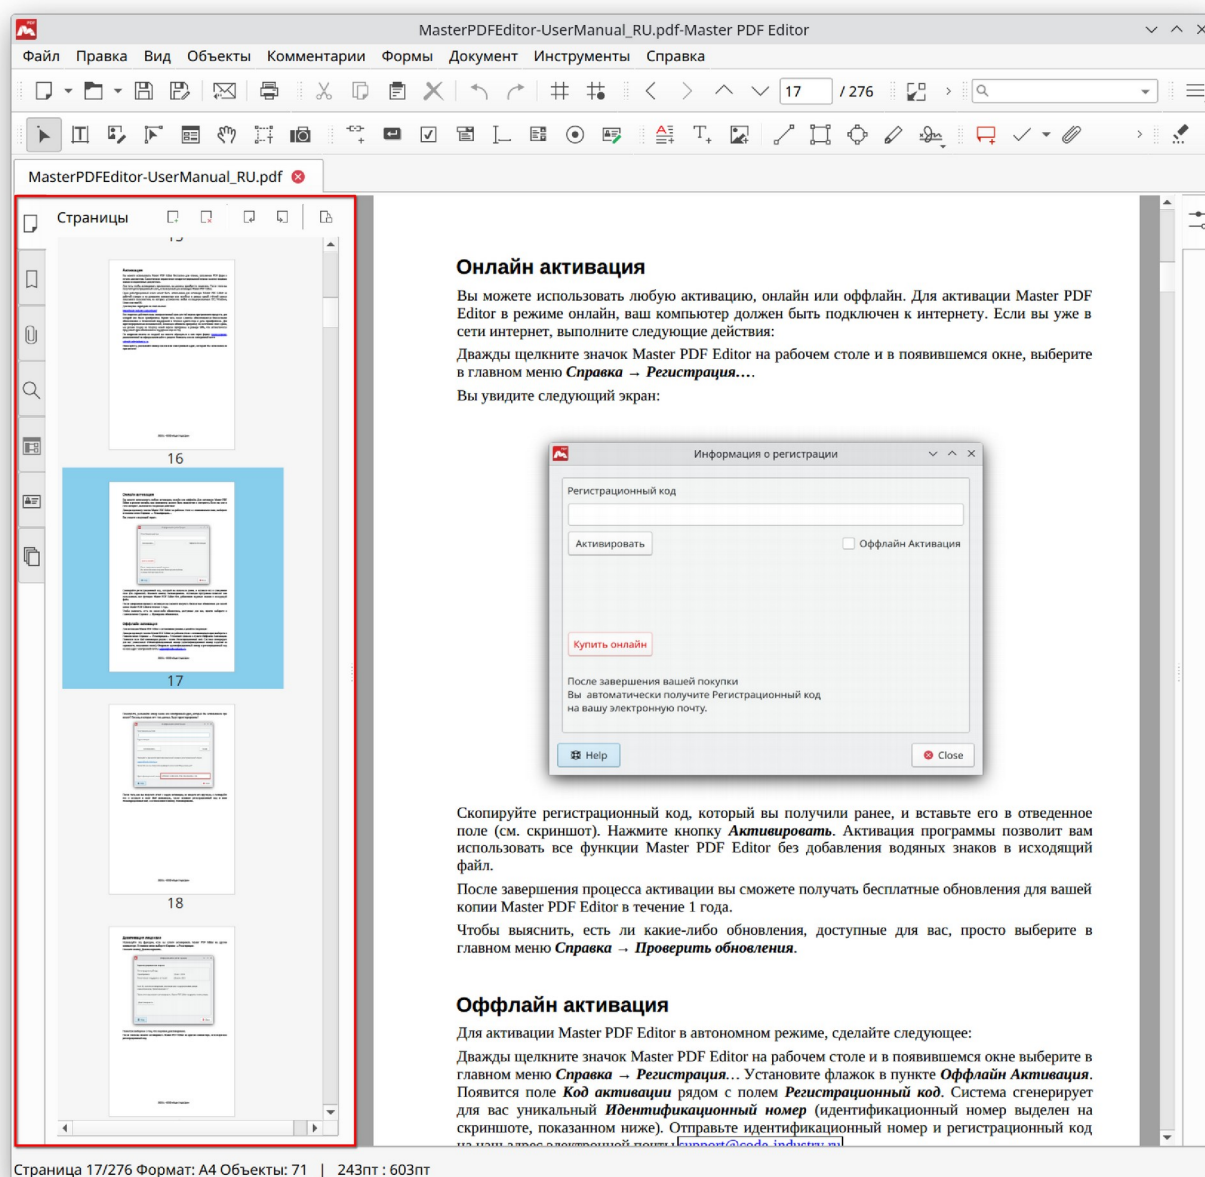 MasterPDFEditor-UserManual_RU.pdf-Master PDF Editor
Файл Правка Вид Объекты Комментарии Формы Документ Инструменты Справка
17 / 276
MasterPDFEditor-UserManual_RU.pdf
Страницы
16
17
18
Онлайн активация
Вы можете использовать любую активацию, онлайн или оффлайн. Для активации Master PDF
Editor в режиме онлайн, ваш компьютер должен быть подключен к интернету. Если вы уже в
сети интернет, выполните следующие действия:
Дважды щелкните значок Master PDF Editor на рабочем столе и в появившемся окне, выберите
в главном меню Справка → Регистрация….
Вы увидите следующий экран:
Информация о регистрации
Регистрационный код
Активировать
Оффлайн Активация
Купить онлайн
После завершения вашей покупки
Вы автоматически получите Регистрационный код
на вашу электронную почту.
Help
Close
Скопируйте регистрационный код, который вы получили ранее, и вставьте его в отведенное
поле (см. скриншот). Нажмите кнопку Активировать. Активация программы позволит вам
использовать все функции Master PDF Editor без добавления водяных знаков в исходящий
файл.
После завершения процесса активации вы сможете получать бесплатные обновления для вашей
копии Master PDF Editor в течение 1 года.
Чтобы выяснить, есть ли какие-либо обновления, доступные для вас, просто выберите в
главном меню Справка → Проверить обновления.
Оффлайн активация
Для активации Master PDF Editor в автономном режиме, сделайте следующее:
Дважды щелкните значок Master PDF Editor на рабочем столе и в появившемся окне выберите в
главном меню Справка → Регистрация… Установите флажок в пункте Оффлайн Активация.
Появится поле Код активации рядом с полем Регистрационный код. Система сгенерирует
для вас уникальный Идентификационный номер (идентификационный номер выделен на
скриншоте, показанном ниже). Отправьте идентификационный номер и регистрационный код
на наш адрес электронной почты support@code-industry.ru
Страница 17/276 Формат: A4 Объекты: 71 | 243пт : 603пт